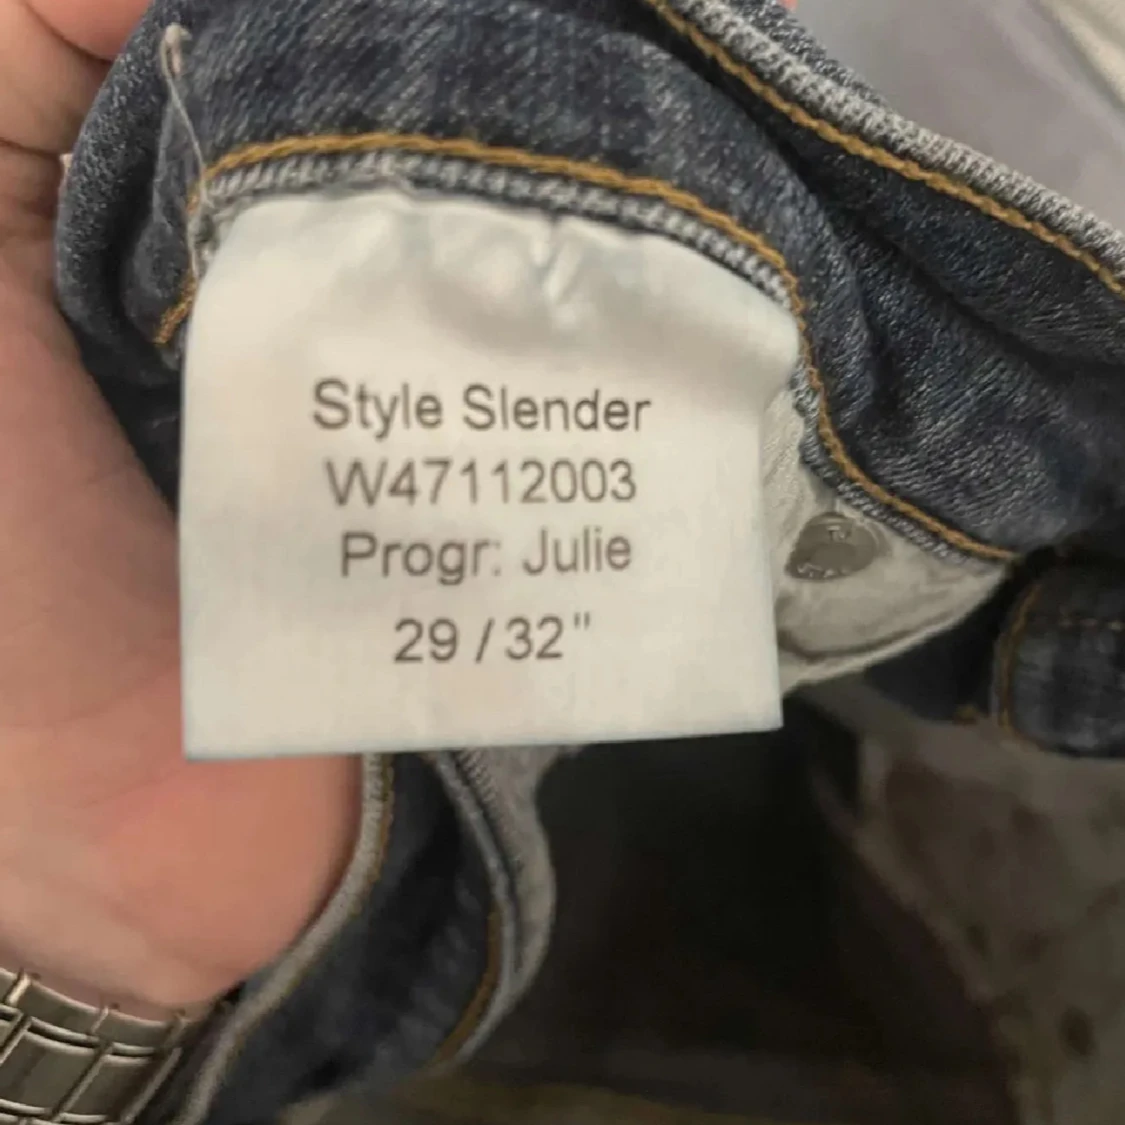 Style Slender
W47112003
Progr: Julie
29 / 32"